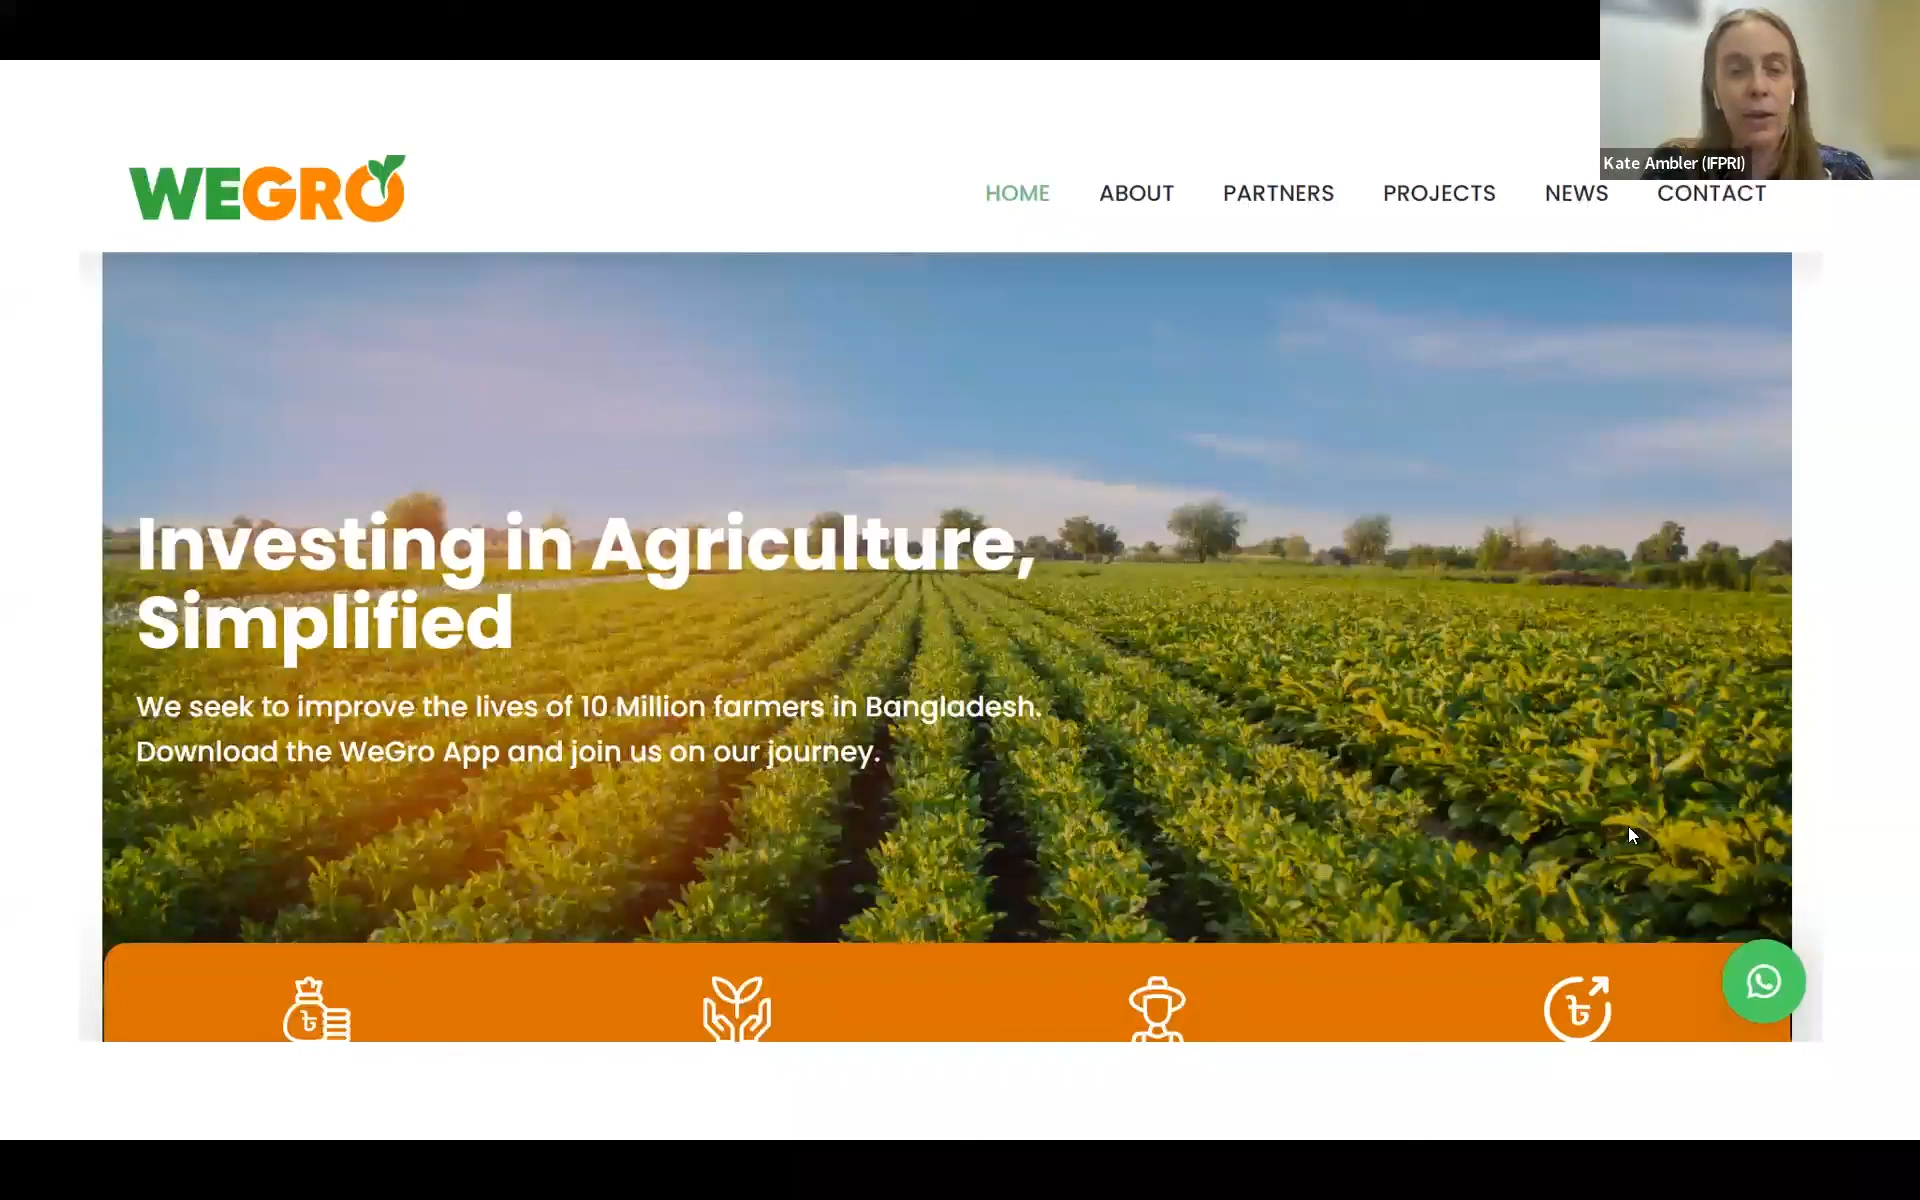 Kate Ambler (IFPRI)
WEGRO
HOME ABOUT PARTNERS PROJECTS NEWS CONTACT
Investing in Agriculture,
Simplified
We seek to improve the lives of 10 Million farmers in Bangladesh.
Download the WeGro App and join us on our journey.
৳
৳